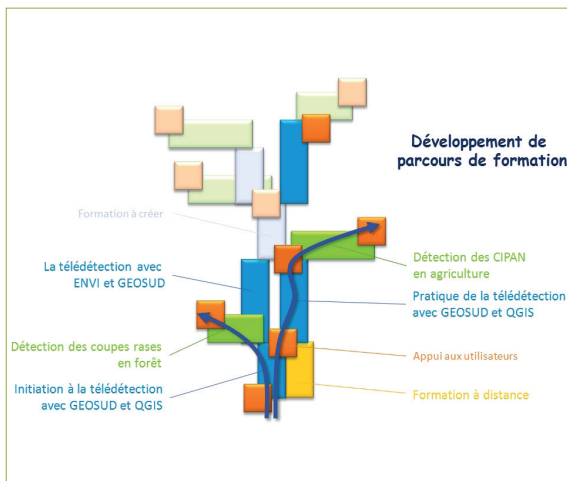 Développement de
parcours de formation
Formation à créer
La télédétection avec
ENVI et GEOSUD
Détection des CIPAN
en agriculture
Pratique de la télédétection
avec GEOSUD et QGIS
Détection des coupes rases
en forêt
Appui aux utilisateurs
Initiation à la télédétection
avec GEOSUD et QGIS
Formation à distance